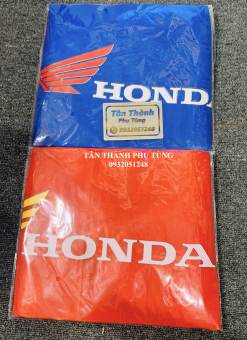 HONDA
Tân Thành
Phụ Tùng
0932051248
TÂN THÀNH PHỤ TÙNG
0932051248
HONDA